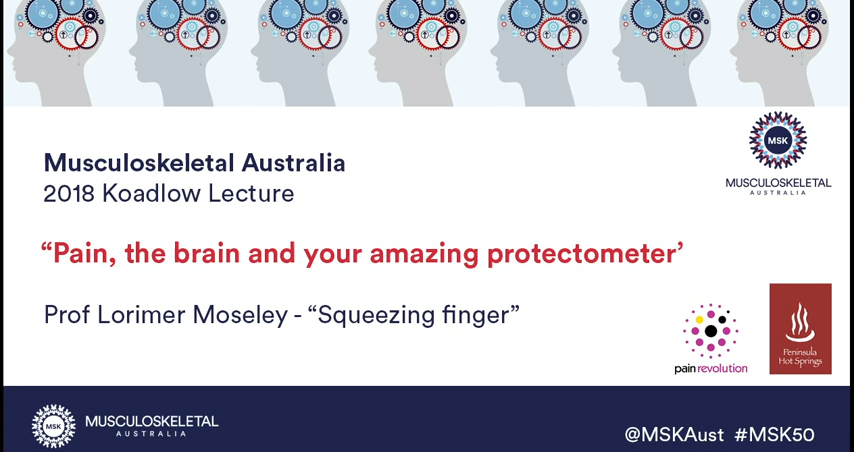 MSK
MUSCULOSKELETAL
AUSTRALIA
Musculoskeletal Australia
2018 Koadlow Lecture
“Pain, the brain and your amazing protectometer’
Prof Lorimer Moseley - “Squeezing finger”
pain revolution
Peninsula
Hot Springs
MSK
MUSCULOSKELETAL
AUSTRALIA
@MSKAust #MSK50